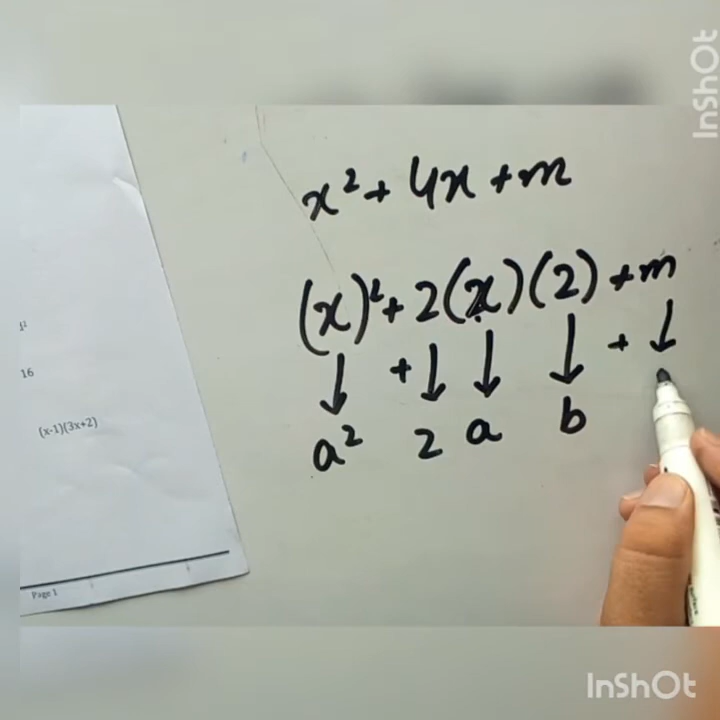 InShOt
x² + 4x + m
(x)² + 2(x)(2) + m
↓ + ↓ ↓ ↓ + ↓
a² 2 a b
16
(x-1)(3x+2)
Page 1
InShOt